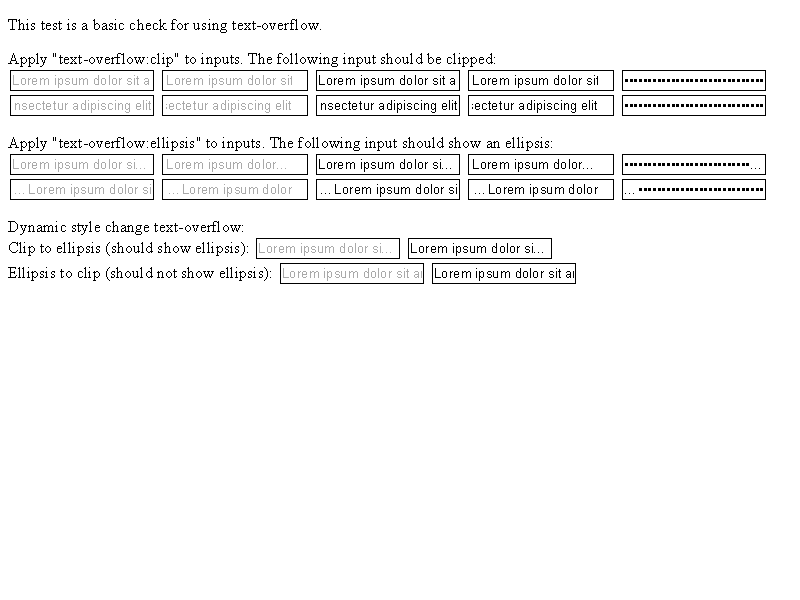 This test is a basic check for using text-overflow.
Apply "text-overflow:clip" to inputs. The following input should be clipped:
Lorem ipsum dolor sit a Lorem ipsum dolor sit Lorem ipsum dolor sit a Lorem ipsum dolor sit
nsectetur adipiscing elit ectetur adipiscing elit nsectetur adipiscing elit ectetur adipiscing elit
Apply "text-overflow:ellipsis" to inputs. The following input should show an ellipsis:
Lorem ipsum dolor si... Lorem ipsum dolor... Lorem ipsum dolor si... Lorem ipsum dolor... ...
... Lorem ipsum dolor si ... Lorem ipsum dolor ... Lorem ipsum dolor si ... Lorem ipsum dolor ...
Dynamic style change text-overflow:
Clip to ellipsis (should show ellipsis): Lorem ipsum dolor si... Lorem ipsum dolor si...
Ellipsis to clip (should not show ellipsis): Lorem ipsum dolor sit a Lorem ipsum dolor sit a